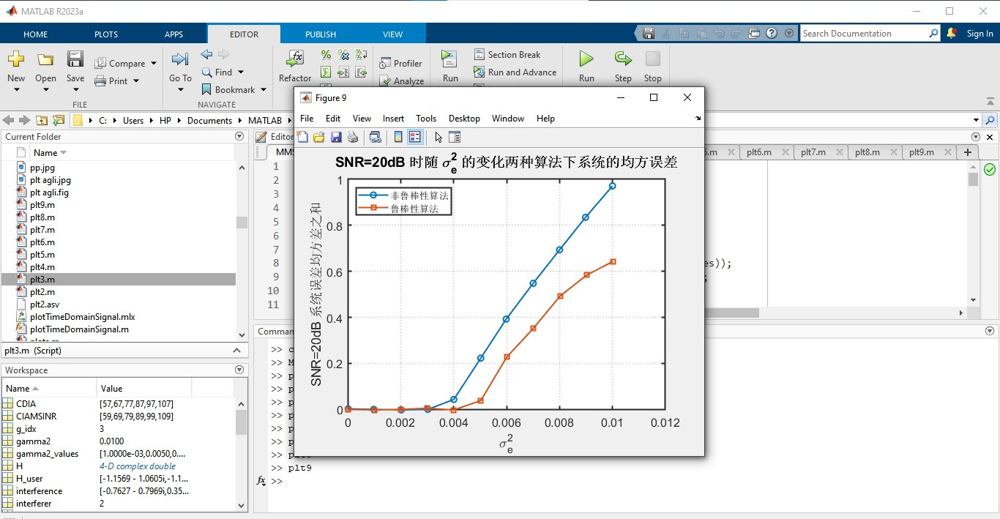 MATLAB R2023a
HOME PLOTS APPS EDITOR PUBLISH VIEW
Search Documentation
Sign In
New Open Save Compare Print
Go To Find Bookmark
Refactor
Profiler
Analyze
Run
Section Break
Run and Advance
Run Step Stop
FILE NAVIGATE
C: Users HP Documents MATLAB
Current Folder
Name
pp.jpg
plt agli.jpg
plt agli.fig
plt9.m
plt8.m
plt7.m
plt6.m
plt5.m
plt4.m
plt3.m
plt2.m
plt2.asv
plotTimeDomainSignal.mlx
plotTimeDomainSignal.m
plt3.m (Script)
Workspace
Name Value
CDIA [57,67,77,87,97,107]
CIAMSINR [59,69,79,89,99,109]
g_idx 3
gamma2 0.0100
gamma2_values [1.0000e-03,0.0050,0....
H 4-D complex double
H_user [-1.1569 - 1.0605i,-1.1...
interference [-0.7627 - 0.7969i,0.35...
interferer 2
Editor
plt6.m plt7.m plt8.m plt9.m
1
2
3
4
5
6
7
8
9
10
11
es));
;
>>
>>
>>
>>
>>
>>
>>
>>
>>
>> plt9
fx >>
Figure 9
File Edit View Insert Tools Desktop Window Help
SNR=20dB 时随 σ_e^2 的变化两种算法下系统的均方误差
非鲁棒性算法
鲁棒性算法
SNR=20dB 系统误差均方差之和
1
0.8
0.6
0.4
0.2
0
0 0.002 0.004 0.006 0.008 0.01 0.012
σ_e^2